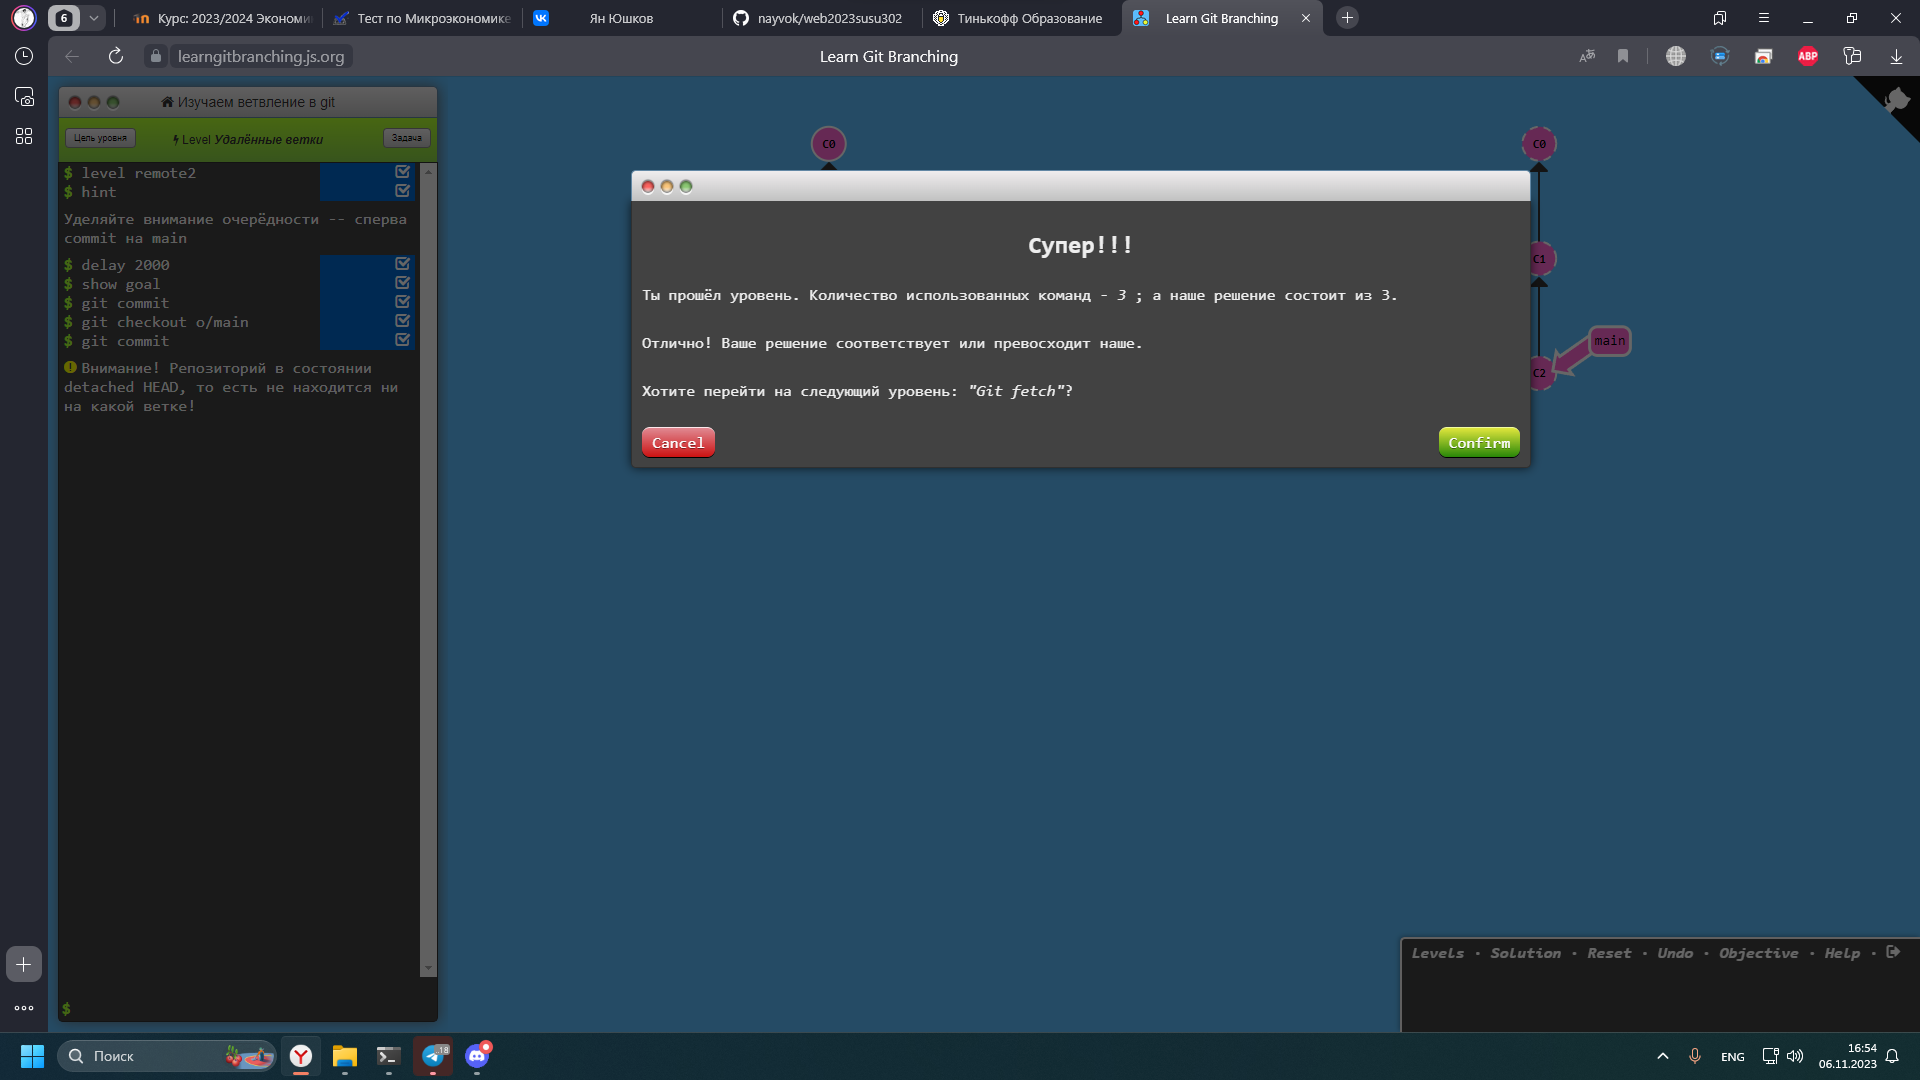 6
Курс: 2023/2024 Экономи
Тест по Микроэкономике
Ян Юшков
nayvok/web2023susu302
Тинькофф Образование
Learn Git Branching
learngitbranching.js.org
Learn Git Branching
ABP
Изучаем ветвление в git
Цель уровня
Level Удалённые ветки
Задача
$ level remote2
$ hint
Уделяйте внимание очерёдности -- сперва
commit на main
$ delay 2000
$ show goal
$ git commit
$ git checkout o/main
$ git commit
Внимание! Репозиторий в состоянии
detached HEAD, то есть не находится ни
на какой ветке!
$
C0
C0
C1
main
C2
Супер!!!
Ты прошёл уровень. Количество использованных команд - 3 ; а наше решение состоит из 3.
Отлично! Ваше решение соответствует или превосходит наше.
Хотите перейти на следующий уровень: "Git fetch"?
Cancel
Confirm
Levels · Solution · Reset · Undo · Objective · Help ·
Поиск
18
ENG
16:54
06.11.2023